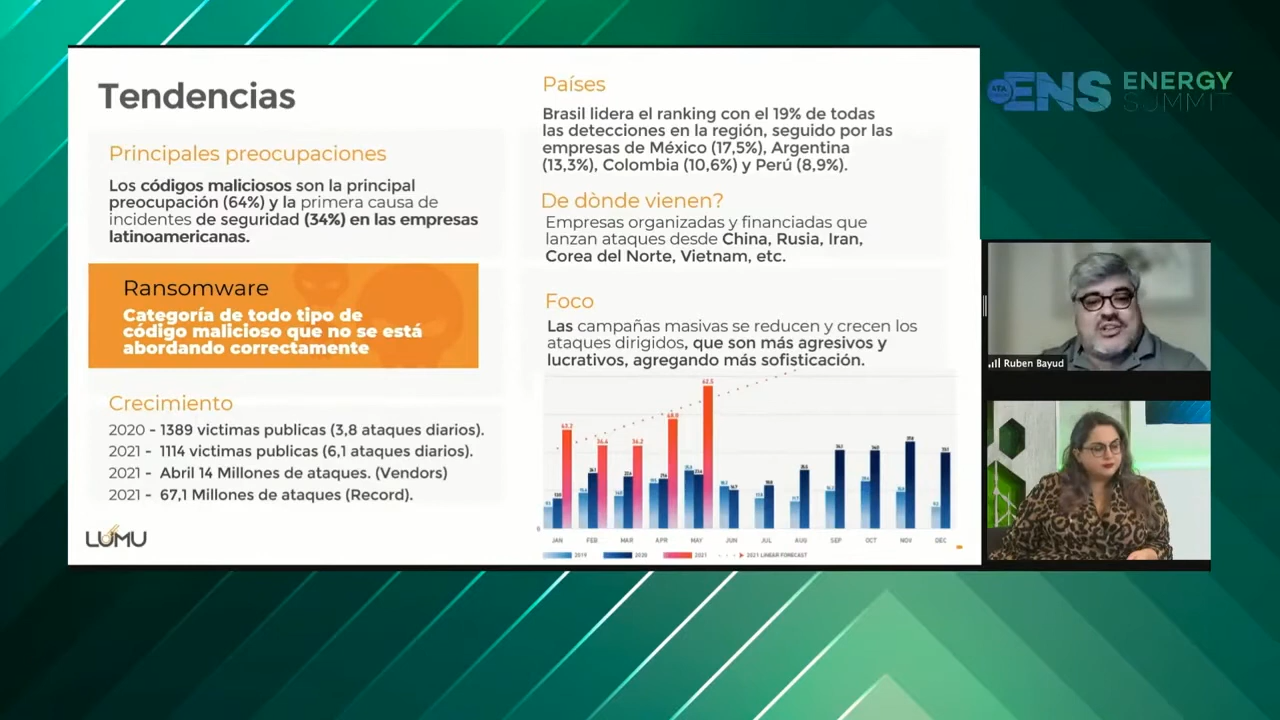 Tendencias
Principales preocupaciones
Los códigos maliciosos son la principal
preocupación (64%) y la primera causa de
incidentes de seguridad (34%) en las empresas
latinoamericanas.
Ransomware
Categoría de todo tipo de
código malicioso que no se está
abordando correctamente
Crecimiento
2020 - 1389 victimas publicas (3,8 ataques diarios).
2021 - 1114 victimas publicas (6,1 ataques diarios).
2021 - Abril 14 Millones de ataques. (Vendors)
2021 - 67,1 Millones de ataques (Record).
LUMU
Países
Brasil lidera el ranking con el 19% de todas
las detecciones en la región, seguido por las
empresas de México (17,5%), Argentina
(13,3%), Colombia (10,6%) y Perú (8,9%).
De dònde vienen?
Empresas organizadas y financiadas que
lanzan ataques desde China, Rusia, Iran,
Corea del Norte, Vietnam, etc.
Foco
Las campañas masivas se reducen y crecen los
ataques dirigidos, que son más agresivos y
lucrativos, agregando más sofisticación.
62.5
JAN FEB MAR APR MAY JUN JUL AUG SEP OCT NOV DEC
2019 2020 2021 2021 LINEAR FORECAST
ENS ENERGY
SUMMIT
Ruben Bayud